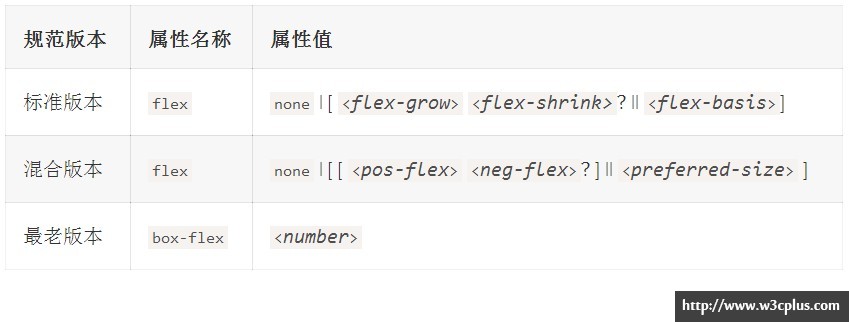 规范版本 属性名称 属性值
标准版本 flex none | [ <flex-grow> <flex-shrink>? || <flex-basis>]
混合版本 flex none | [ [ <pos-flex> <neg-flex>? ] || <preferred-size> ]
最老版本 box-flex <number>
http://www.w3cplus.com